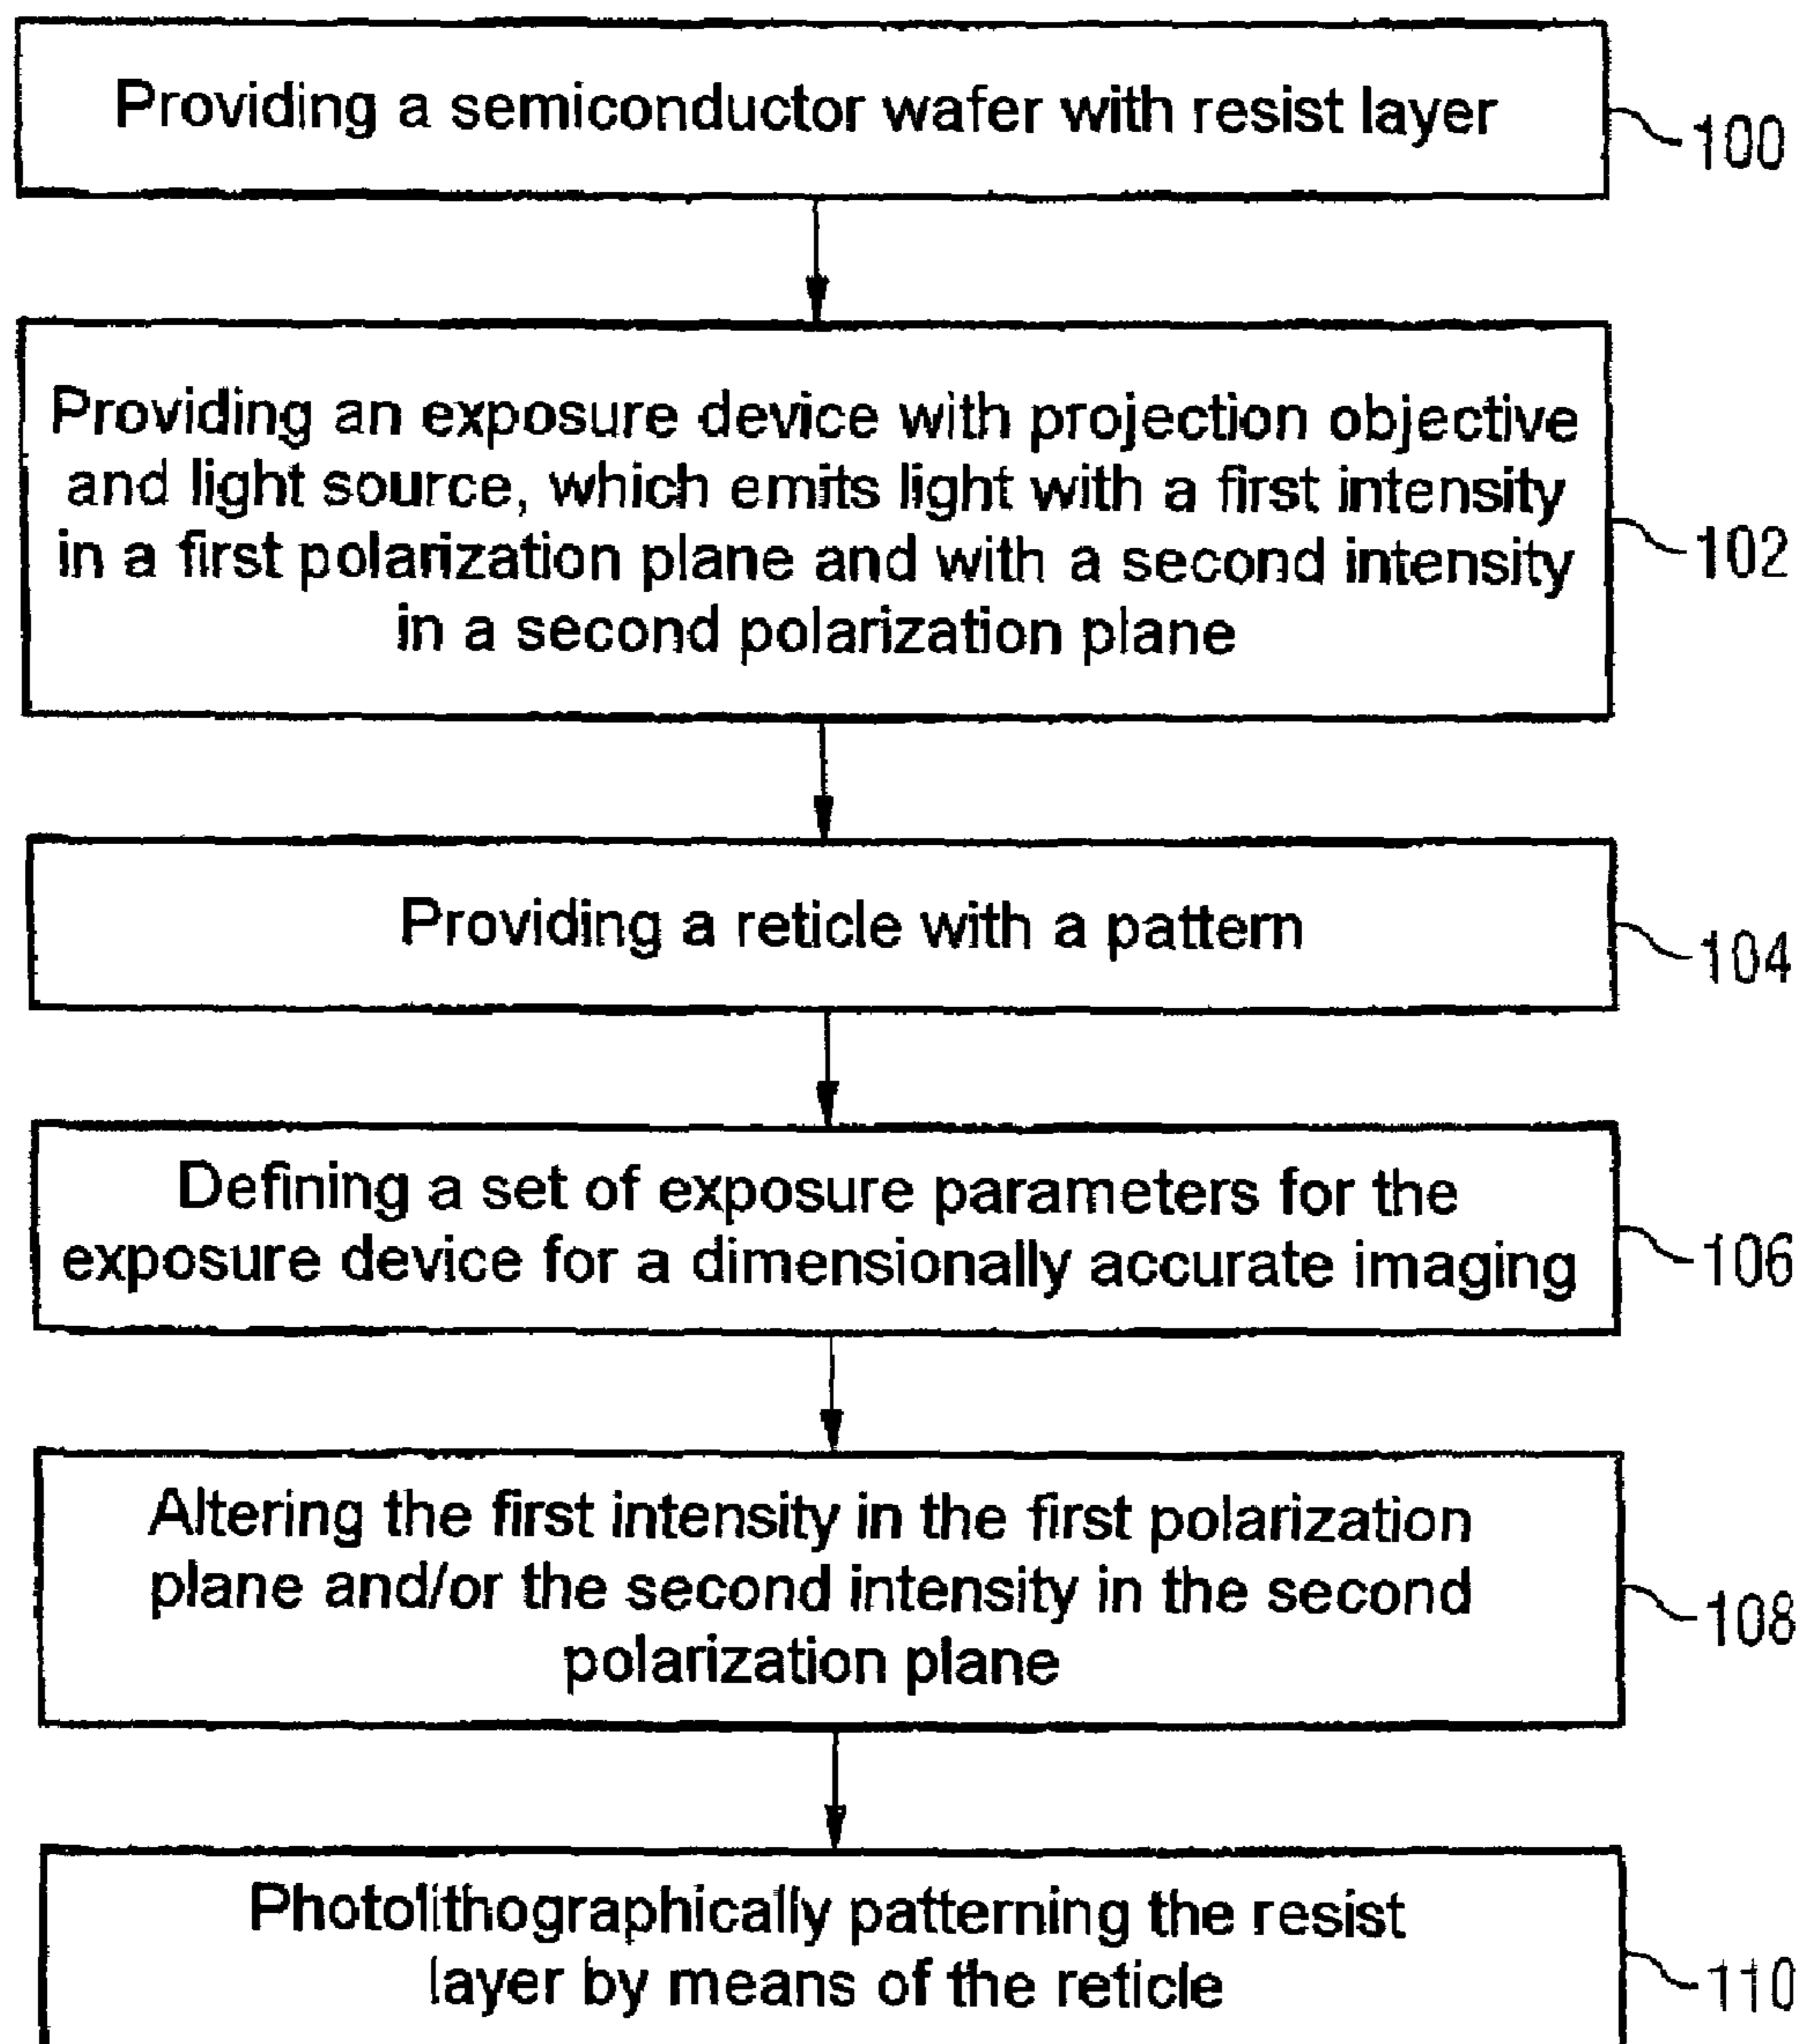 Providing a semiconductor wafer with resist layer
100
Providing an exposure device with projection objective
and light source, which emits light with a first intensity
in a first polarization plane and with a second intensity
in a second polarization plane
102
Providing a reticle with a pattern
104
Defining a set of exposure parameters for the
exposure device for a dimensionally accurate imaging
106
Altering the first intensity in the first polarization
plane and/or the second intensity in the second
polarization plane
108
Photolithographically patterning the resist
layer by means of the reticle
110